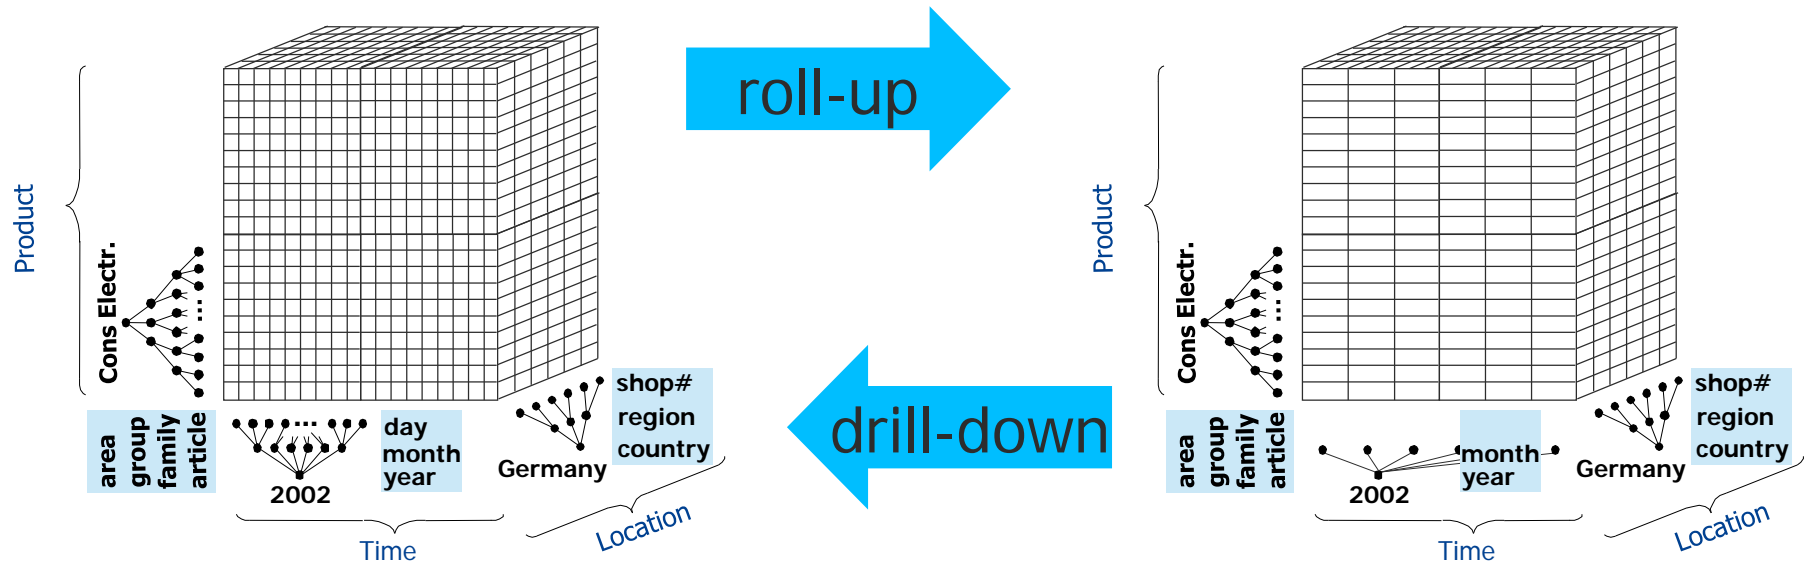 roll-up
drill-down
Product
Cons Electr.
area
group
family
article
...
...
day
month
year
2002
Time
shop#
region
country
Germany
Location
Product
Cons Electr.
area
group
family
article
...
month
year
2002
Time
shop#
region
country
Germany
Location